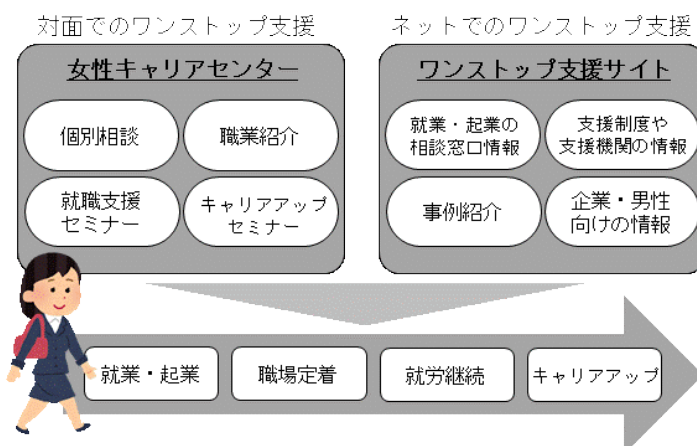 対面でのワンストップ支援
ネットでのワンストップ支援
女性キャリアセンター
個別相談
職業紹介
就職支援
セミナー
キャリアアップ
セミナー
ワンストップ支援サイト
就業・起業の
相談窓口情報
支援制度や
支援機関の情報
事例紹介
企業・男性
向けの情報
就業・起業
職場定着
就労継続
キャリアアップ